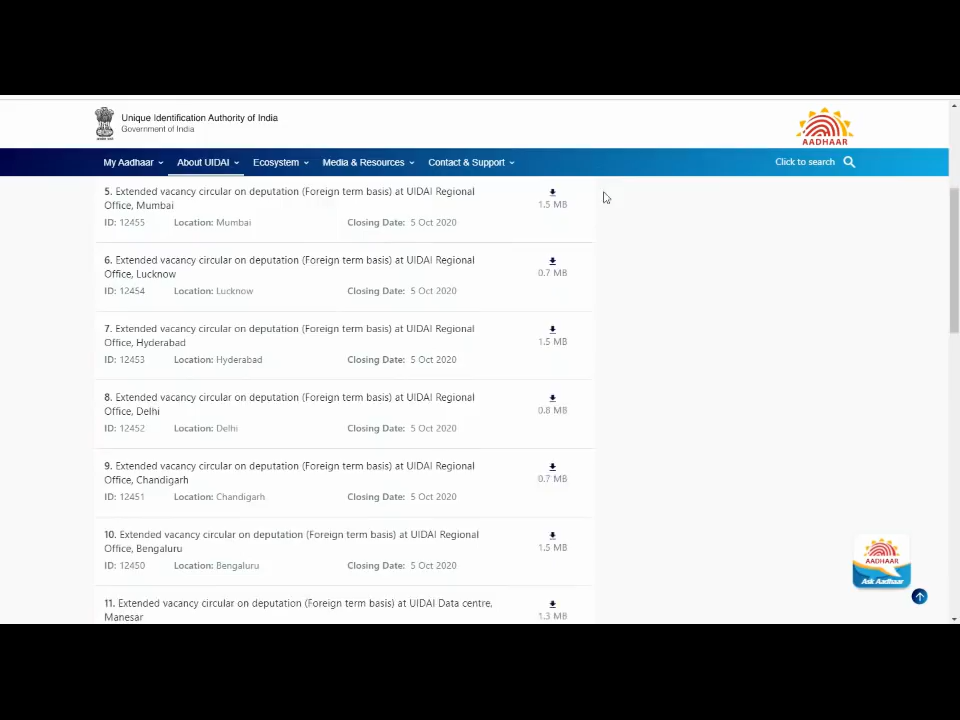 Unique Identification Authority of India
Government of India
AADHAAR
My Aadhaar
About UIDAI
Ecosystem
Media & Resources
Contact & Support
Click to search
5. Extended vacancy circular on deputation (Foreign term basis) at UIDAI Regional
Office, Mumbai
1.5 MB
ID: 12455 Location: Mumbai Closing Date: 5 Oct 2020
6. Extended vacancy circular on deputation (Foreign term basis) at UIDAI Regional
Office, Lucknow
0.7 MB
ID: 12454 Location: Lucknow Closing Date: 5 Oct 2020
7. Extended vacancy circular on deputation (Foreign term basis) at UIDAI Regional
Office, Hyderabad
1.5 MB
ID: 12453 Location: Hyderabad Closing Date: 5 Oct 2020
8. Extended vacancy circular on deputation (Foreign term basis) at UIDAI Regional
Office, Delhi
0.8 MB
ID: 12452 Location: Delhi Closing Date: 5 Oct 2020
9. Extended vacancy circular on deputation (Foreign term basis) at UIDAI Regional
Office, Chandigarh
0.7 MB
ID: 12451 Location: Chandigarh Closing Date: 5 Oct 2020
10. Extended vacancy circular on deputation (Foreign term basis) at UIDAI Regional
Office, Bengaluru
1.5 MB
ID: 12450 Location: Bengaluru Closing Date: 5 Oct 2020
11. Extended vacancy circular on deputation (Foreign term basis) at UIDAI Data centre,
Manesar
1.3 MB
AADHAAR
Ask Aadhaar